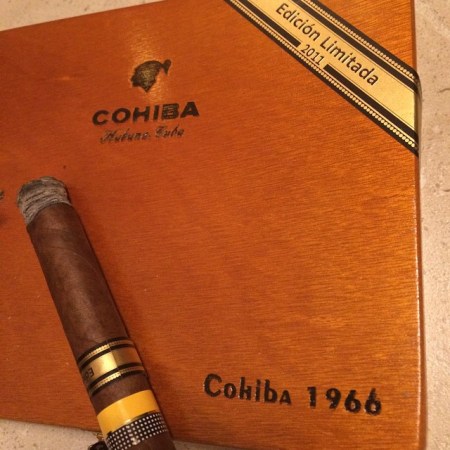 Edición Limitada
2011
COHIBA
Habana, Cuba
Cohiba 1966